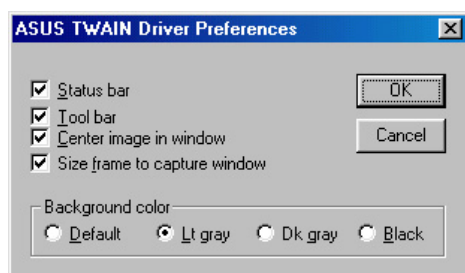 ASUS TWAIN Driver Preferences
Status bar
OK
Tool bar
Center image in window
Cancel
Size frame to capture window
Background color
Default Lt gray Dk gray Black